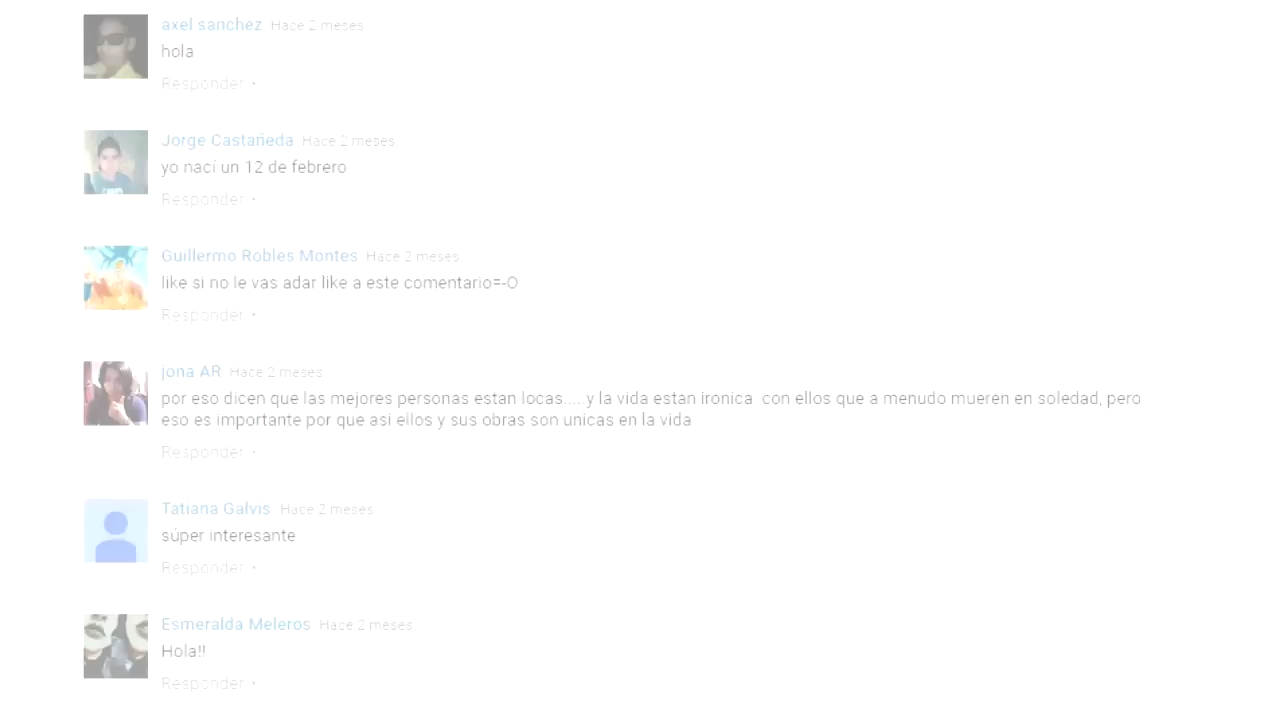 axel sanchez Hace 2 meses
hola
Responder •
Jorge Castañeda Hace 2 meses
yo nací un 12 de febrero
Responder •
Guillermo Robles Montes Hace 2 meses
like si no le vas adar like a este comentario=-O
Responder •
jona AR Hace 2 meses
por eso dicen que las mejores personas estan locas.....y la vida estan ironica con ellos que a menudo mueren en soledad, pero
eso es importante por que asi ellos y sus obras son unicas en la vida
Responder •
Tatiana Galvis Hace 2 meses
súper interesante
Responder •
Esmeralda Meleros Hace 2 meses
Hola!!
Responder •